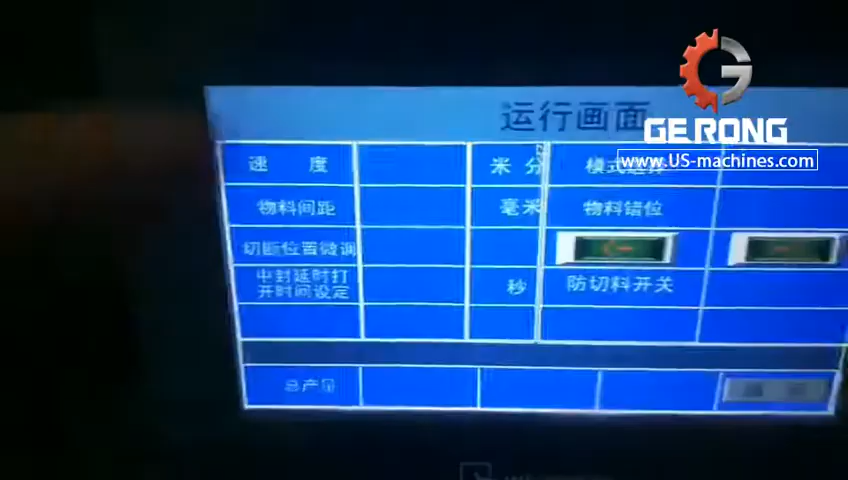 GE RONG
www.US-machines.com
运行画面
速 度
米 分
物料间距
毫米
物料错位
切断位置微调
中封延时打
开时间设定
秒
防切料开关
总产量